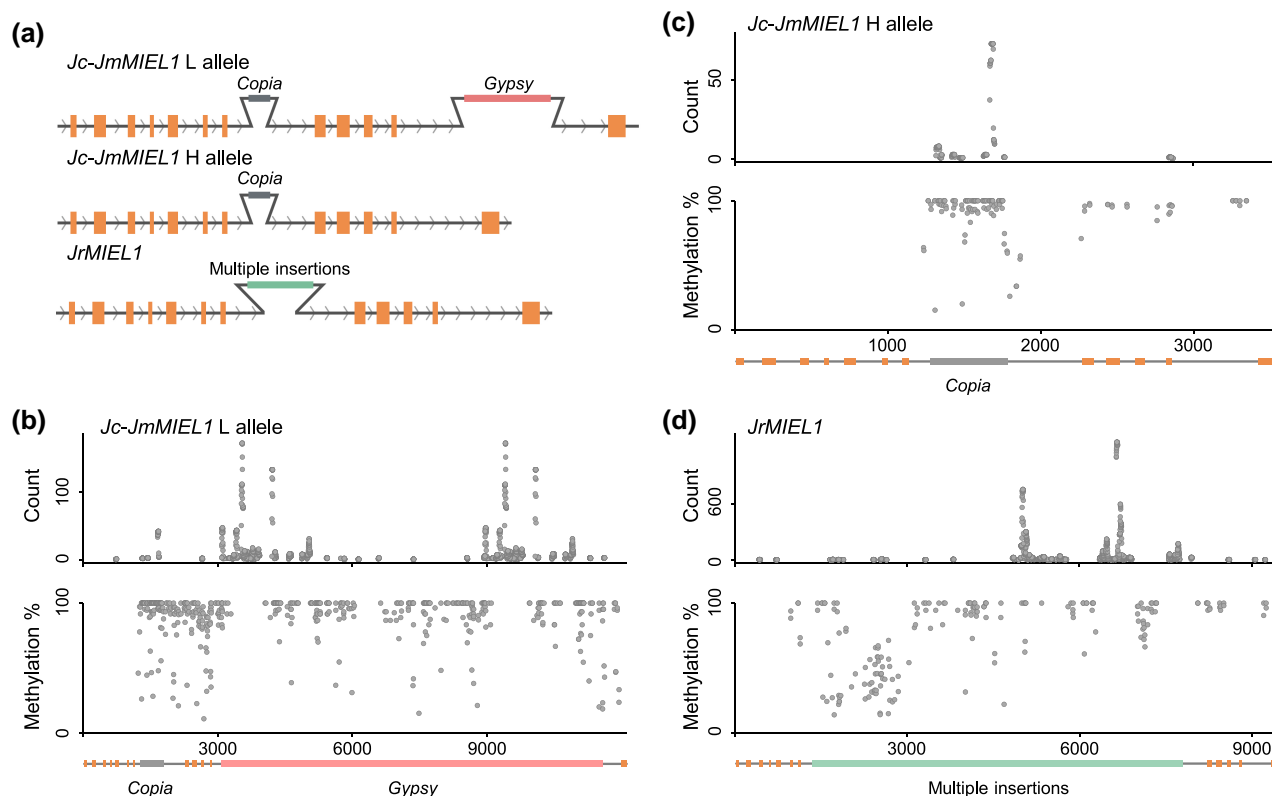 (a)
Jc-JmMIEL1 L allele
Copia
Gypsy
Jc-JmMIEL1 H allele
Copia
JrMIEL1
Multiple insertions
(b)
Jc-JmMIEL1 L allele
Count
0
100
Methylation %
0
100
3000
6000
9000
Copia
Gypsy
(c)
Jc-JmMIEL1 H allele
Count
0
50
Methylation %
0
100
1000
2000
3000
Copia
(d)
JrMIEL1
Count
0
600
Methylation %
0
100
3000
6000
9000
Multiple insertions